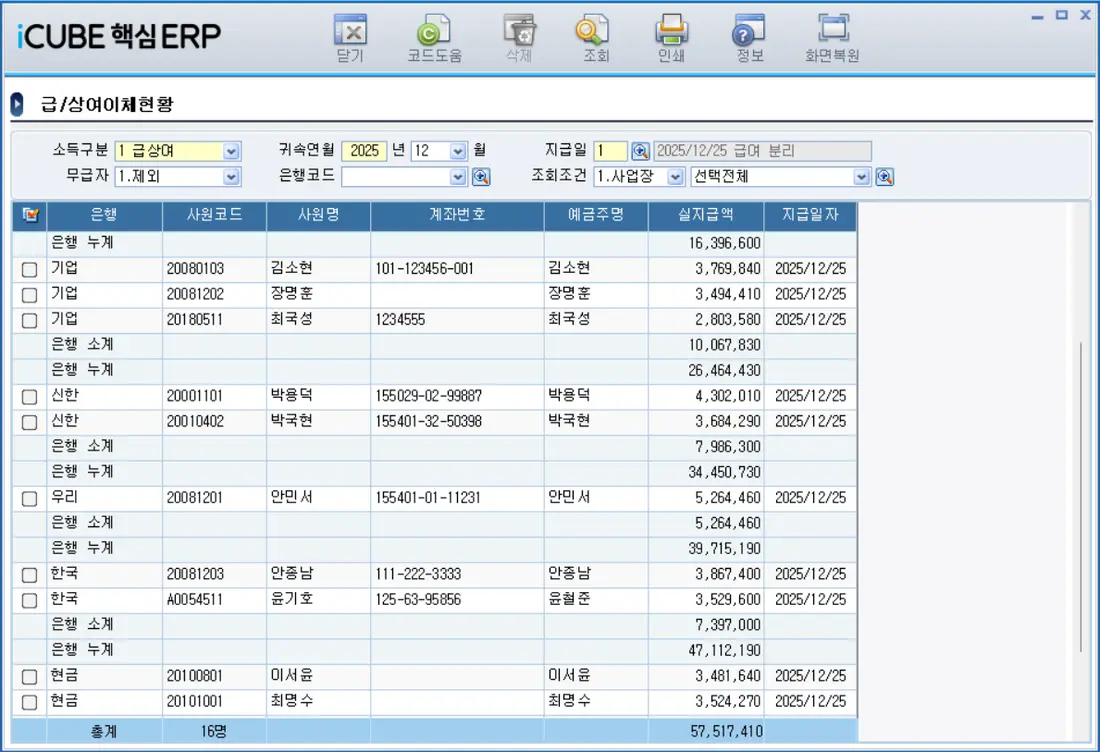 iCUBE 핵심 ERP
닫기 코드도움 삭제 조회 인쇄 정보 화면복원
급/상여이체현황
소득구분 1 급상여 귀속연월 2025 년 12 월 지급일 1 2025/12/25 급여 분리
무급자 1.제외 은행코드 조회조건 1.사업장 선택전체
은행 사원코드 사원명 계좌번호 예금주명 실지급액 지급일자
은행 누계 16,396,600
기업 20080103 김소현 101-123456-001 김소현 3,769,840 2025/12/25
기업 20081202 장명훈 장명훈 3,494,410 2025/12/25
기업 20180511 최국성 1234555 최국성 2,803,580 2025/12/25
은행 소계 10,067,830
은행 누계 26,464,430
신한 20001101 박용덕 155029-02-99887 박용덕 4,302,010 2025/12/25
신한 20010402 박국현 155401-32-50398 박국현 3,684,290 2025/12/25
은행 소계 7,986,300
은행 누계 34,450,730
우리 20081201 안민서 155401-01-11231 안민서 5,264,460 2025/12/25
은행 소계 5,264,460
은행 누계 39,715,190
한국 20081203 안종남 111-222-3333 안종남 3,867,400 2025/12/25
한국 A0054511 윤기호 125-63-95856 윤철준 3,529,600 2025/12/25
은행 소계 7,397,000
은행 누계 47,112,190
현금 20100801 이서윤 이서윤 3,481,640 2025/12/25
현금 20101001 최명수 최명수 3,524,270 2025/12/25
총계 16명 57,517,410